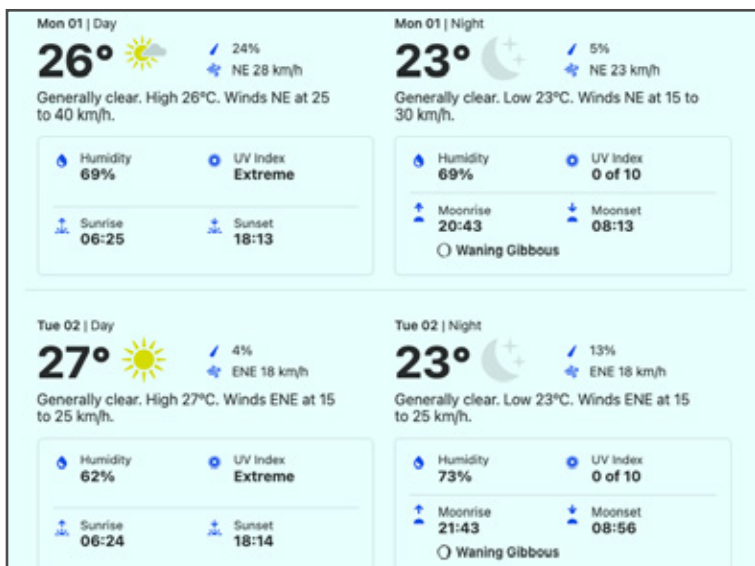 Mon 01 | Day
26°
24%
NE 28 km/h
Generally clear. High 26°C. Winds NE at 25
to 40 km/h.
Humidity
69%
UV Index
Extreme
Sunrise
06:25
Sunset
18:13
Mon 01 | Night
23°
5%
NE 23 km/h
Generally clear. Low 23°C. Winds NE at 15 to
30 km/h.
Humidity
69%
UV Index
0 of 10
Moonrise
20:43
Moonset
08:13
Waning Gibbous
Tue 02 | Day
27°
4%
ENE 18 km/h
Generally clear. High 27°C. Winds ENE at 15
to 25 km/h.
Humidity
62%
UV Index
Extreme
Sunrise
06:24
Sunset
18:14
Tue 02 | Night
23°
13%
ENE 18 km/h
Generally clear. Low 23°C. Winds ENE at 15
to 25 km/h.
Humidity
73%
UV Index
0 of 10
Moonrise
21:43
Moonset
08:56
Waning Gibbous